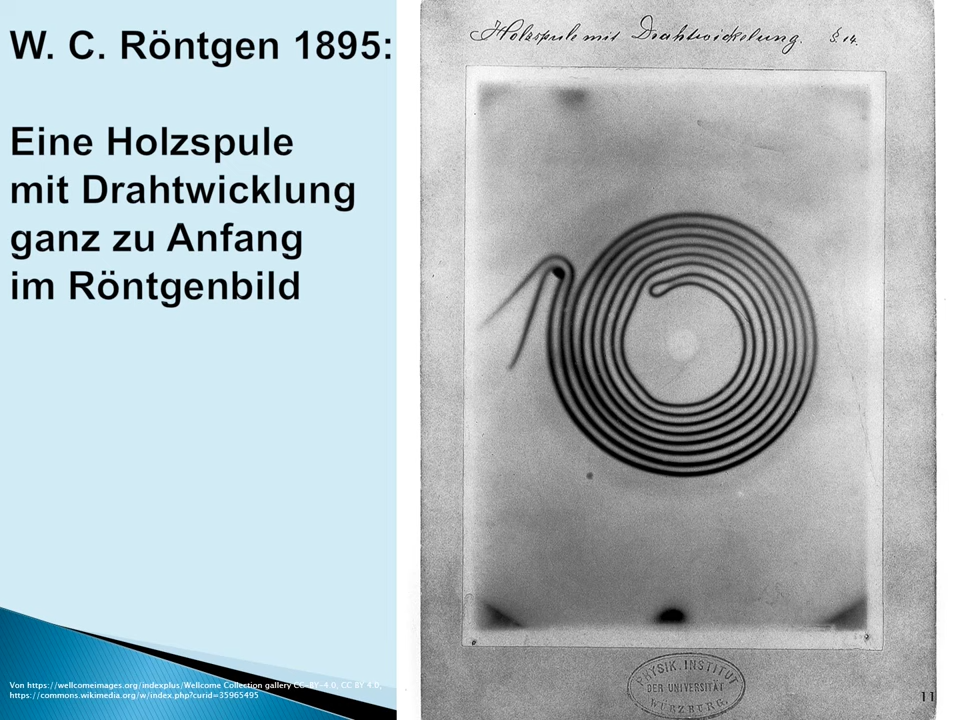 W. C. Röntgen 1895:
Eine Holzspule
mit Drahtwicklung
ganz zu Anfang
im Röntgenbild
Von https://wellcomeimages.org/indexplus/Wellcome Collection gallery CC-BY-4.0, CC BY 4.0,
https://commons.wikimedia.org/w/index.php?curid=35965495
Holzspule mit Drahtwickelung. § 14.
PHYSIK. INSTITUT
DER UNIVERSITÄT
WÜRZBURG.
11